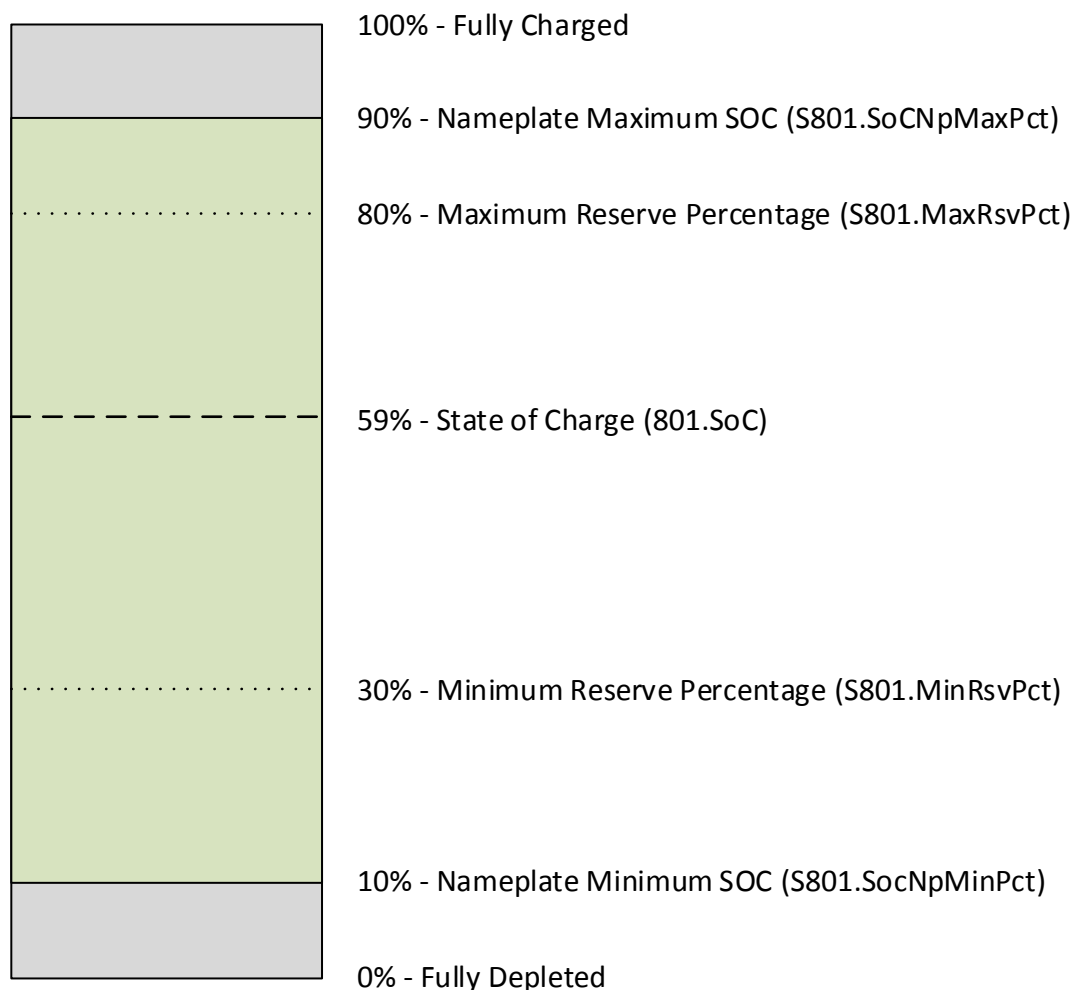 100% - Fully Charged
90% - Nameplate Maximum SOC (S801.SoCNpMaxPct)
80% - Maximum Reserve Percentage (S801.MaxRsvPct)
59% - State of Charge (801.SoC)
30% - Minimum Reserve Percentage (S801.MinRsvPct)
10% - Nameplate Minimum SOC (S801.SocNpMinPct)
0% - Fully Depleted